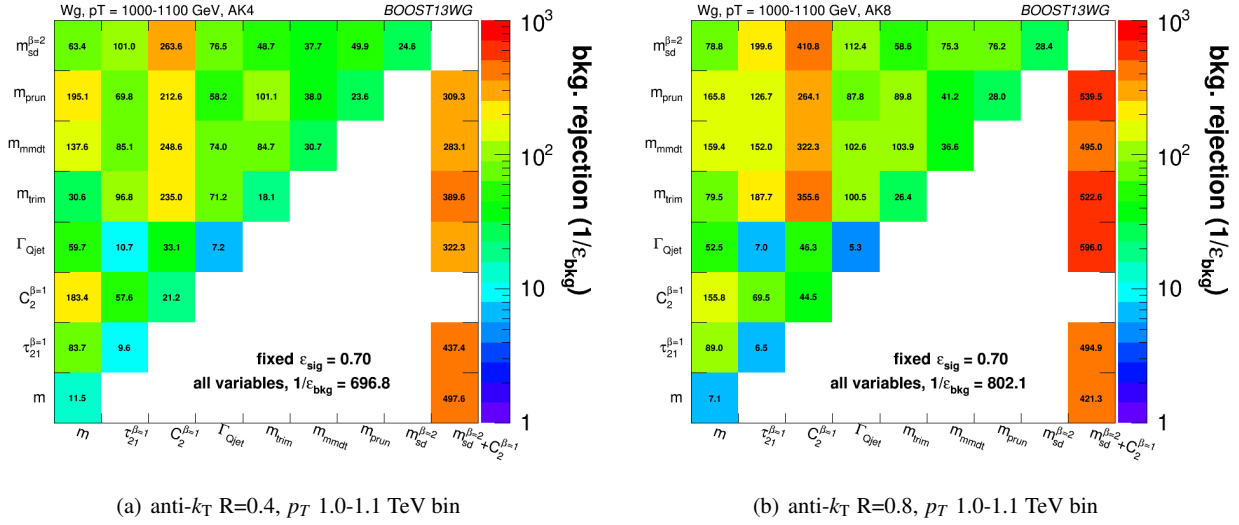 Wg, pT = 1000-1100 GeV, AK4 BOOST13WG
m_sd^β=2 63.4 101.0 263.6 76.5 48.7 37.7 49.9 24.6
m_prun 195.1 69.8 212.6 58.2 101.1 38.0 23.6 309.3
m_mmdt 137.6 85.1 248.6 74.0 84.7 30.7 283.1
m_trim 30.6 96.8 235.0 71.2 18.1 389.6
Γ_Qjet 59.7 10.7 33.1 7.2 322.3
C_2^β=1 183.4 57.6 21.2
τ_21^β=1 83.7 9.6 437.4
m 11.5 497.6
fixed ε_sig = 0.70
all variables, 1/ε_bkg = 696.8
m τ_21^β=1 C_2^β=1 Γ_Qjet m_trim m_mmdt m_prun m_sd^β=2 m_sd^β=2+C_2^β=1
10^3
10^2
10
1
bkg. rejection (1/ε_bkg)
(a) anti-k_T R=0.4, p_T 1.0-1.1 TeV bin
Wg, pT = 1000-1100 GeV, AK8 BOOST13WG
m_sd^β=2 78.8 199.6 410.8 112.4 58.6 75.3 76.2 28.4
m_prun 165.8 126.7 264.1 87.8 89.8 41.2 28.0 539.5
m_mmdt 159.4 152.0 322.3 102.6 103.9 36.6 495.0
m_trim 79.5 187.7 355.6 100.5 26.4 522.6
Γ_Qjet 52.5 7.0 46.3 5.3 596.0
C_2^β=1 155.8 69.5 44.5
τ_21^β=1 89.0 6.5 494.9
m 7.1 421.3
fixed ε_sig = 0.70
all variables, 1/ε_bkg = 802.1
m τ_21^β=1 C_2^β=1 Γ_Qjet m_trim m_mmdt m_prun m_sd^β=2 m_sd^β=2+C_2^β=1
10^3
10^2
10
1
bkg. rejection (1/ε_bkg)
(b) anti-k_T R=0.8, p_T 1.0-1.1 TeV bin